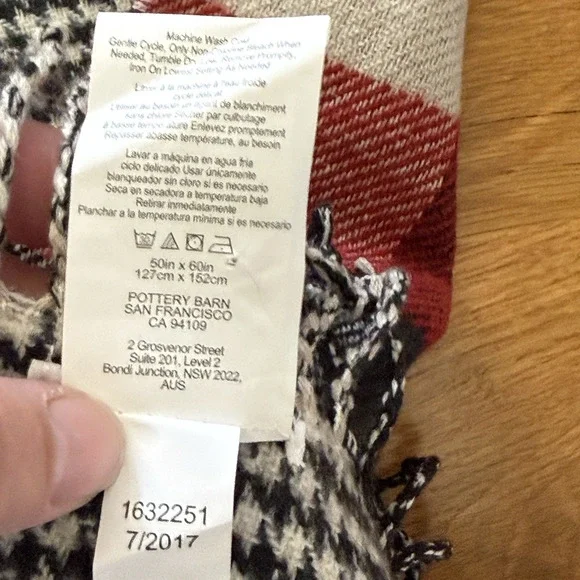 Machine Wash Cold
Gentle Cycle, Only Non-Chlorine Bleach When
Needed, Tumble Dry Low, Remove Promptly,
Iron On Lowest Setting As Needed
à la machine à l'eau froide
cycle délicat
au besoin un de blanchiment
sans chlore par culbutage
à basse température Enlevez promptement
Repasser à basse température, au besoin
Lavar a máquina en agua fria
ciclo delicado Usar únicamente
blanqueador sin cloro si es necesario
Seca en secadora a temperatura baja
Retirar inmediatamente
Planchar a la temperatura mínima si es necesario
50in x 60in
127cm x 152cm
POTTERY BARN
SAN FRANCISCO
CA 94109
2 Grosvenor Street
Suite 201, Level 2
Bondi Junction, NSW 2022,
AUS
1632251
7/2017